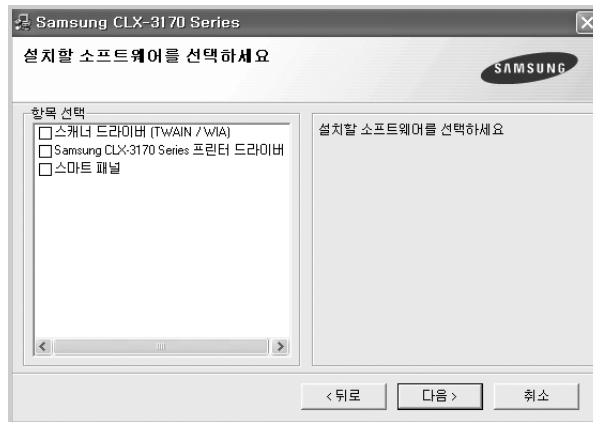 Samsung CLX-3170 Series
설치할 소프트웨어를 선택하세요
SAMSUNG
항목 선택
스캐너 드라이버 (TWAIN / WIA)
Samsung CLX-3170 Series 프린터 드라이버
스마트 패널
설치할 소프트웨어를 선택하세요
<뒤로
다음>
취소